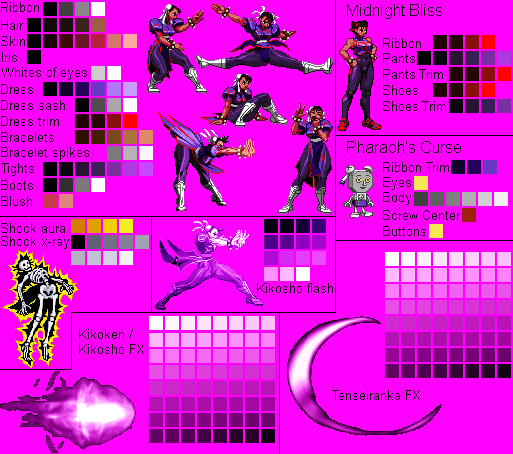 Ribbon
Hair
Skin
Iris
Whites of eyes
Dress
Dress sash
Dress trim
Bracelets
Bracelet spikes
Tights
Boots
Blush
Midnight Bliss
Ribbon
Pants
Pants Trim
Shoes
Shoes Trim
Pharaoh's Curse
Ribbon Trim
Eyes
Body
Screw Center
Buttons
Shock aura
Shock x-ray
Kikosho flash
Kikoken /
Kikosho FX
Tenseiranka FX